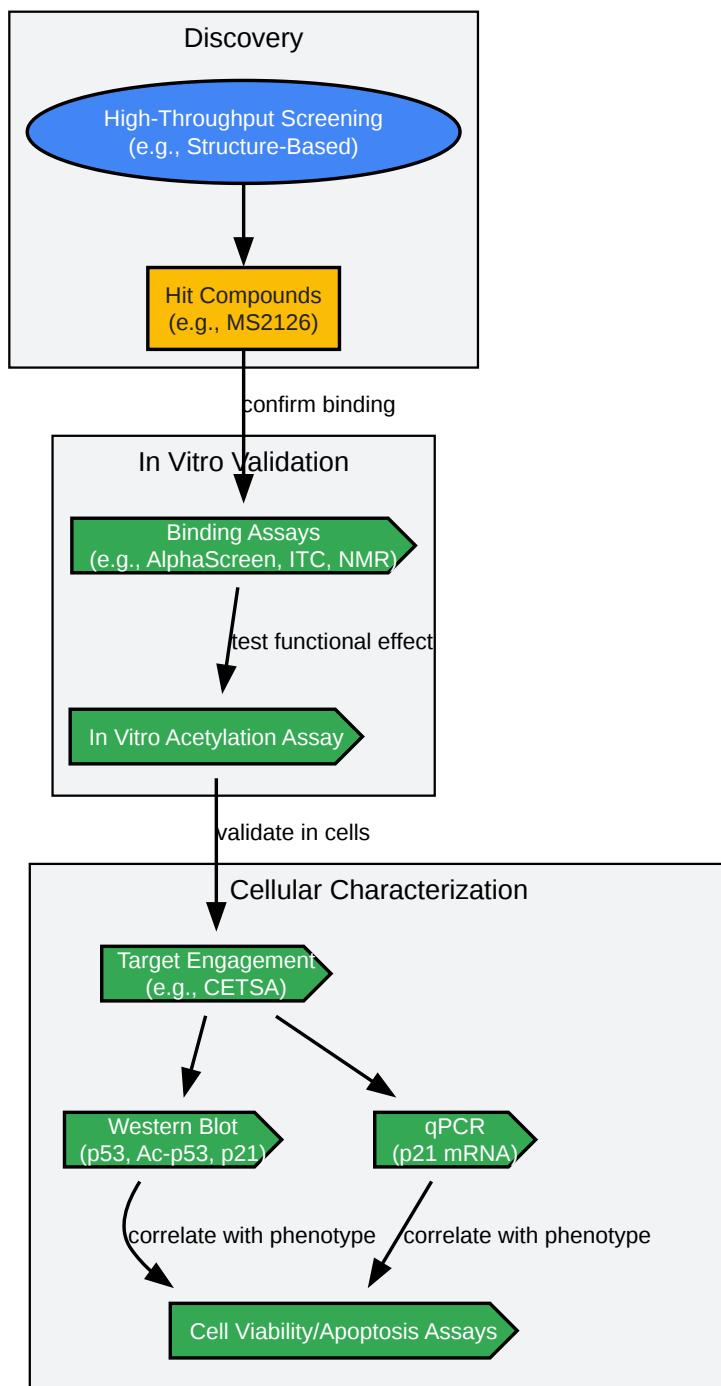 Discovery
High-Throughput Screening
(e.g., Structure-Based)
Hit Compounds
(e.g., MS2126)
confirm binding
In Vitro Validation
Binding Assays
(e.g., AlphaScreen, ITC, NMR)
test functional effect
In Vitro Acetylation Assay
validate in cells
Cellular Characterization
Target Engagement
(e.g., CETSA)
Western Blot
(p53, Ac-p53, p21)
qPCR
(p21 mRNA)
correlate with phenotype
correlate with phenotype
Cell Viability/Apoptosis Assays